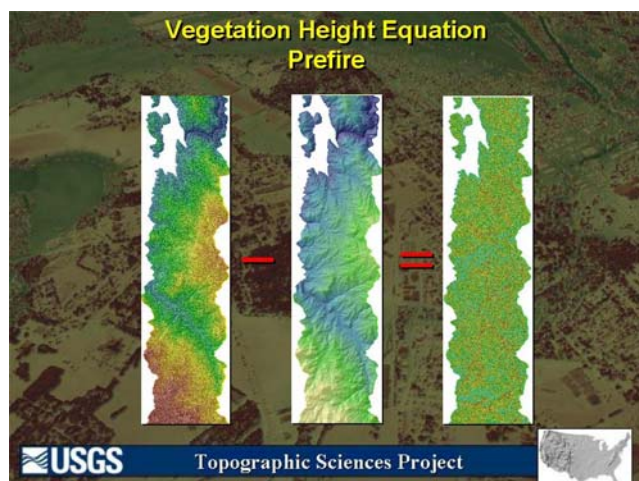 Vegetation Height Equation
Prefire
− =
USGS
Topographic Sciences Project